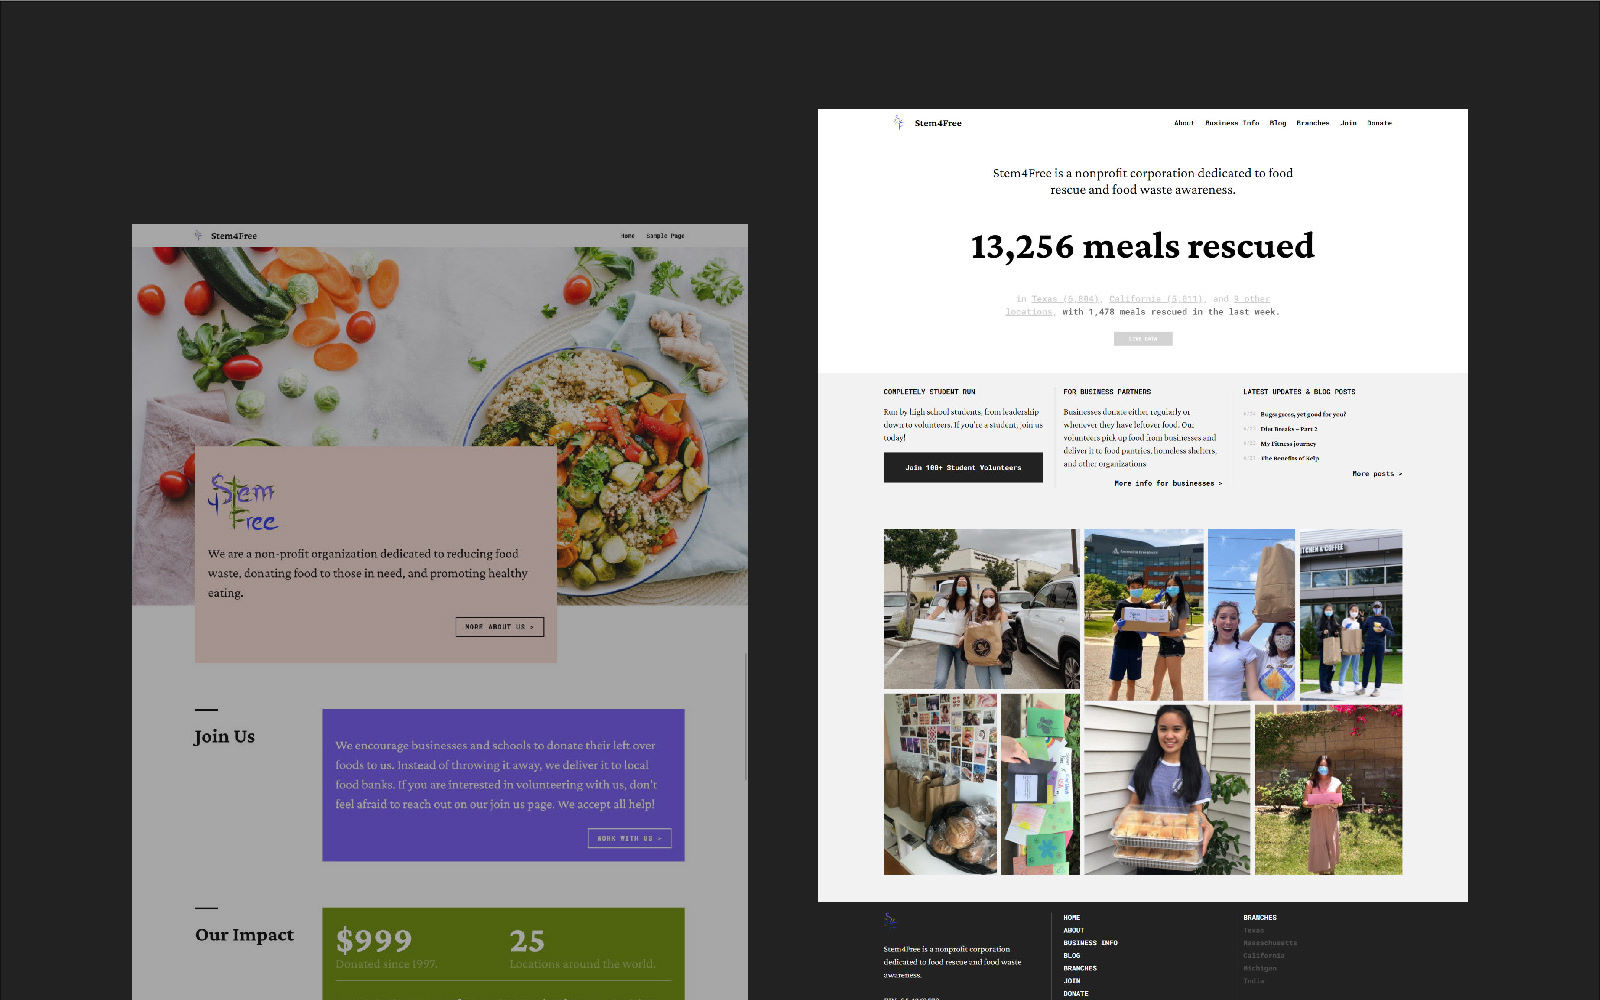 Stem4Free
Home Sample Page
Stem
4
Free
We are a non-profit organization dedicated to reducing food
waste, donating food to those in need, and promoting healthy
eating.
MORE ABOUT US >
Join Us
We encourage businesses and schools to donate their left over
foods to us. Instead of throwing it away, we deliver it to local
food banks. If you are interested in volunteering with us, don't
feel afraid to reach out on our join us page. We accept all help!
WORK WITH US >
Our Impact
$999
Donated since 1997.
25
Locations around the world.
Stem4Free
About Business Info Blog Branches Join Donate
Stem4Free is a nonprofit corporation dedicated to food
rescue and food waste awareness.
13,256 meals rescued
in Texas (5,804), California (5,011), and 9 other
locations, with 1,478 meals rescued in the last week.
LIVE DATA
COMPLETELY STUDENT RUN
Run by high school students, from leadership
down to volunteers. If you're a student, join us
today!
Join 100+ Student Volunteers
FOR BUSINESS PARTNERS
Businesses donate either regularly or
whenever they have leftover food. Our
volunteers pick up food from businesses and
deliver it to food pantries, homeless shelters,
and other organizations
More info for businesses >
LATEST UPDATES & BLOG POSTS
Bugs: gross, yet good for you?
Diet Breaks – Part 2
My Fitness journey
The Benefits of Kelp
More posts >
KITCHEN & COFFEE
Stem4Free is a nonprofit corporation
dedicated to food rescue and food waste
awareness.
HOME
ABOUT
BUSINESS INFO
BLOG
BRANCHES
JOIN
DONATE
BRANCHES
Texas
Massachusetts
California
Michigan
India